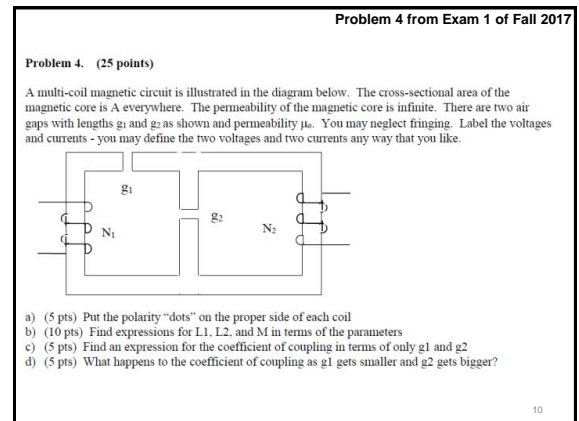 Problem 4 from Exam 1 of Fall 2017
Problem 4. (25 points)
A multi-coil magnetic circuit is illustrated in the diagram below. The cross-sectional area of the
magnetic core is A everywhere. The permeability of the magnetic core is infinite. There are two air
gaps with lengths g₁ and g₂ as shown and permeability μₒ. You may neglect fringing. Label the voltages
and currents - you may define the two voltages and two currents any way that you like.
g₁
g₂
N₁
N₂
a) (5 pts) Put the polarity “dots” on the proper side of each coil
b) (10 pts) Find expressions for L1, L2, and M in terms of the parameters
c) (5 pts) Find an expression for the coefficient of coupling in terms of only g1 and g2
d) (5 pts) What happens to the coefficient of coupling as g1 gets smaller and g2 gets bigger?
10